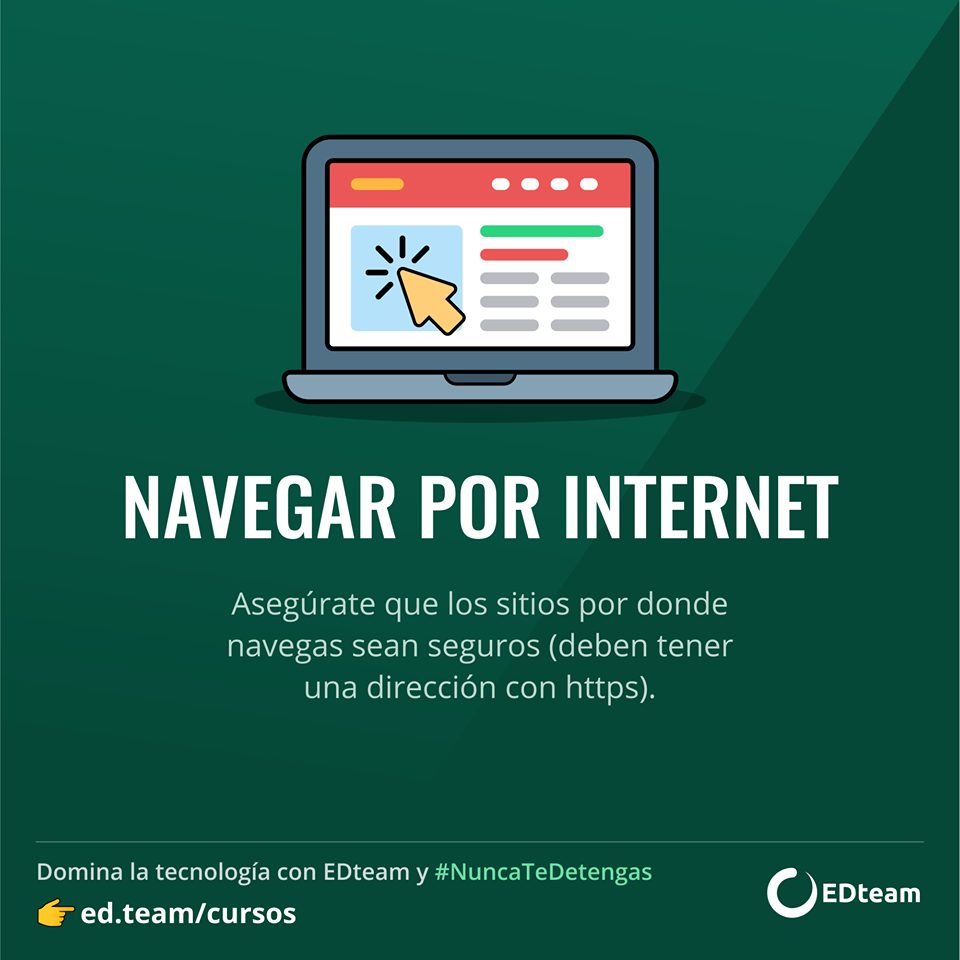 NAVEGAR POR INTERNET
Asegúrate que los sitios por donde
navegas sean seguros (deben tener
una dirección con https).
Domina la tecnología con EDteam y #NuncaTeDetengas
ed.team/cursos
EDteam